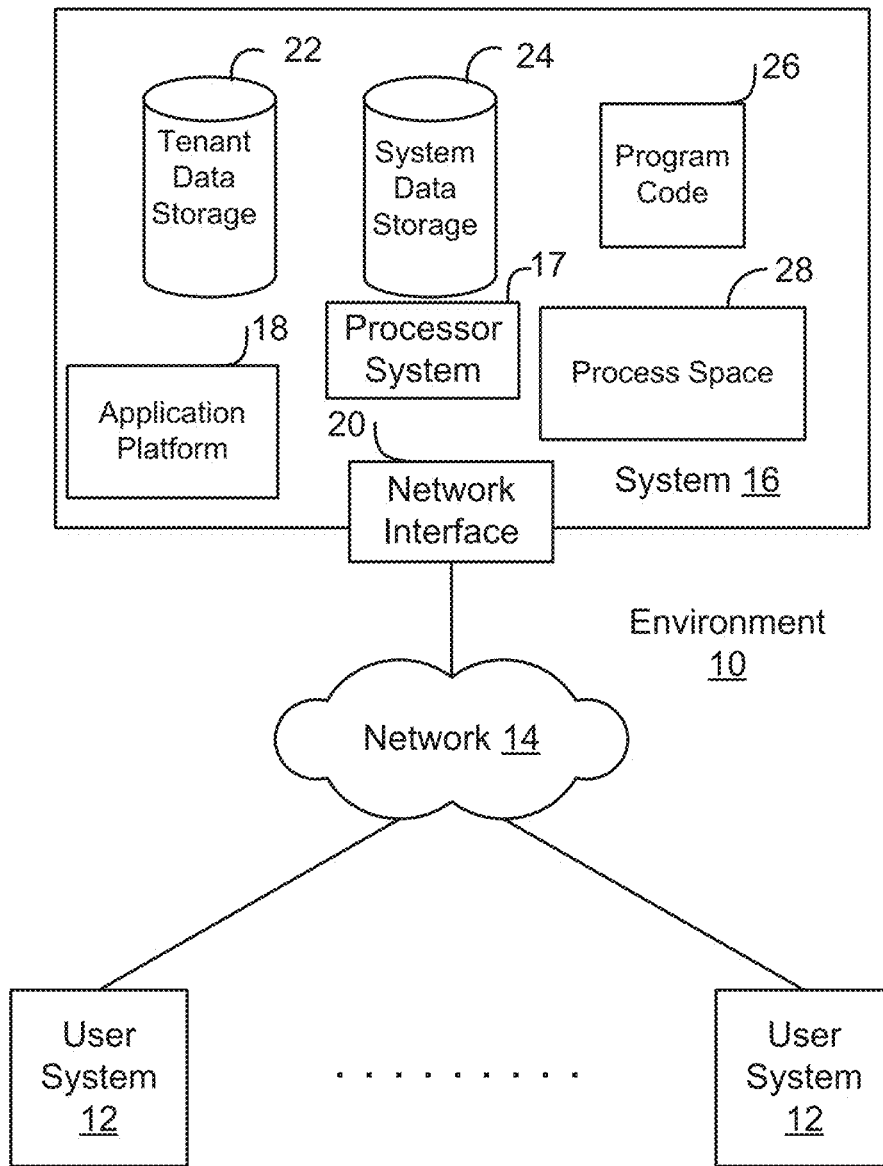 22
24
26
Tenant
Data
Storage
System
Data
Storage
Program
Code
17
28
18
Processor
System
Process Space
Application
Platform
20
Network
Interface
System 16
Environment
10
Network 14
User
System
12
. . . . . . . . .
User
System
12